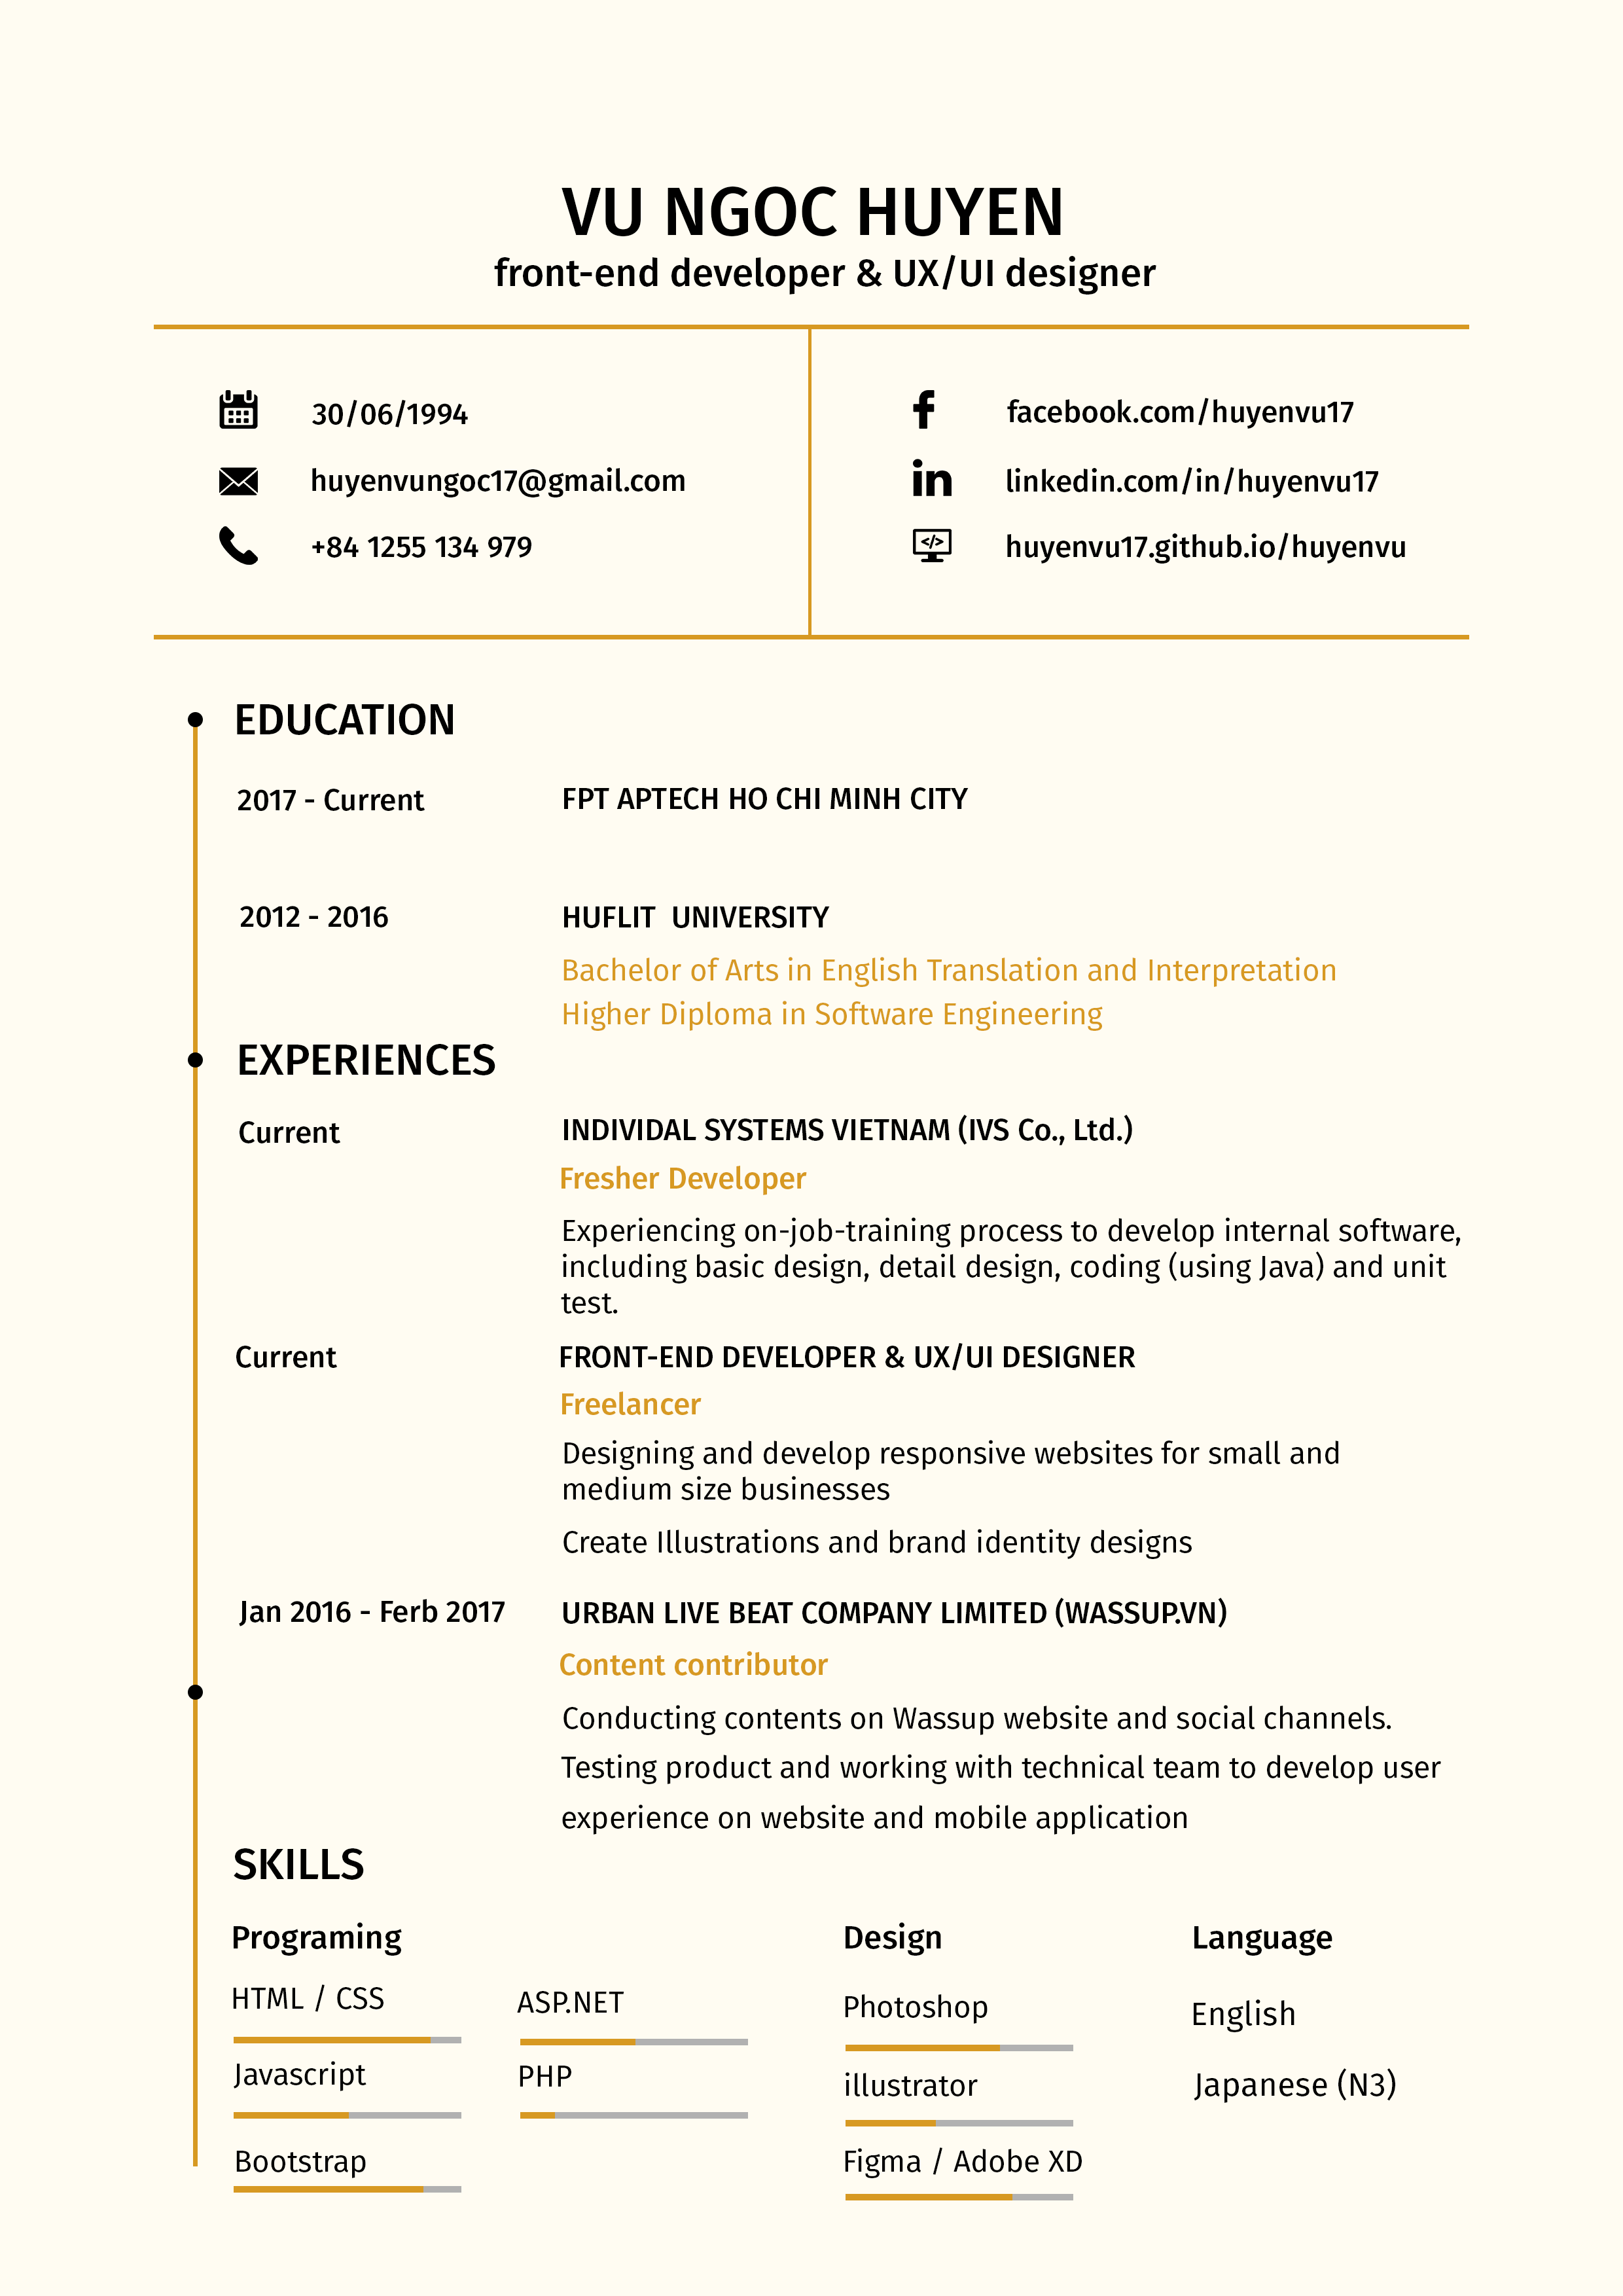 VU NGOC HUYEN
front-end developer & UX/UI designer
30/06/1994
huyenvungoc17@gmail.com
+84 1255 134 979
facebook.com/huyenvu17
linkedin.com/in/huyenvu17
huyenvu17.github.io/huyenvu
EDUCATION
2017 - Current
FPT APTECH HO CHI MINH CITY
2012 - 2016
HUFLIT UNIVERSITY
Bachelor of Arts in English Translation and Interpretation
Higher Diploma in Software Engineering
EXPERIENCES
Current
INDIVIDAL SYSTEMS VIETNAM (IVS Co., Ltd.)
Fresher Developer
Experiencing on-job-training process to develop internal software,
including basic design, detail design, coding (using Java) and unit
test.
Current
FRONT-END DEVELOPER & UX/UI DESIGNER
Freelancer
Designing and develop responsive websites for small and
medium size businesses
Create Illustrations and brand identity designs
Jan 2016 - Ferb 2017
URBAN LIVE BEAT COMPANY LIMITED (WASSUP.VN)
Content contributor
Conducting contents on Wassup website and social channels.
Testing product and working with technical team to develop user
experience on website and mobile application
SKILLS
Programing
HTML / CSS
Javascript
Bootstrap
ASP.NET
PHP
Design
Photoshop
illustrator
Figma / Adobe XD
Language
English
Japanese (N3)